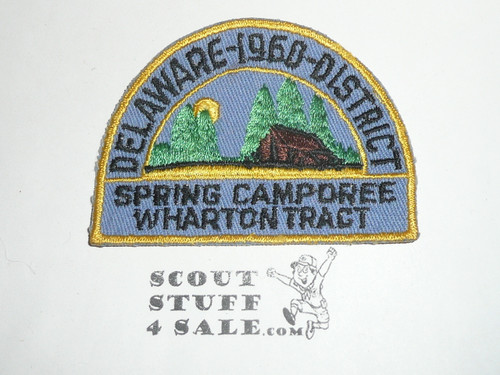 DELAWARE-1960-DISTRICT
SPRING CAMPOREE
WHARTON TRACT
SCOUT
STUFF
4 SALE.COM